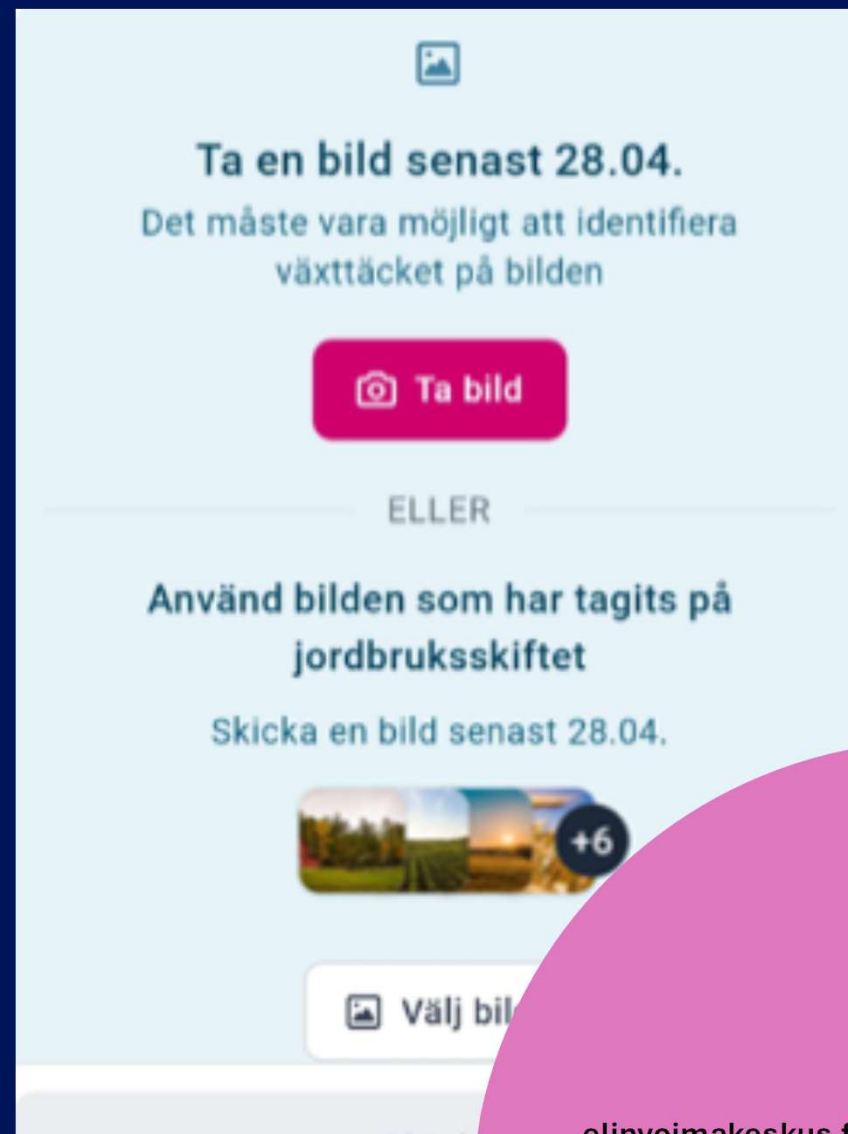 Ta en bild senast 28.04.
Det måste vara möjligt att identifiera
växttäcket på bilden
Ta bild
ELLER
Använd bilden som har tagits på
jordbruksskiftet
Skicka en bild senast 28.04.
+6
Välj